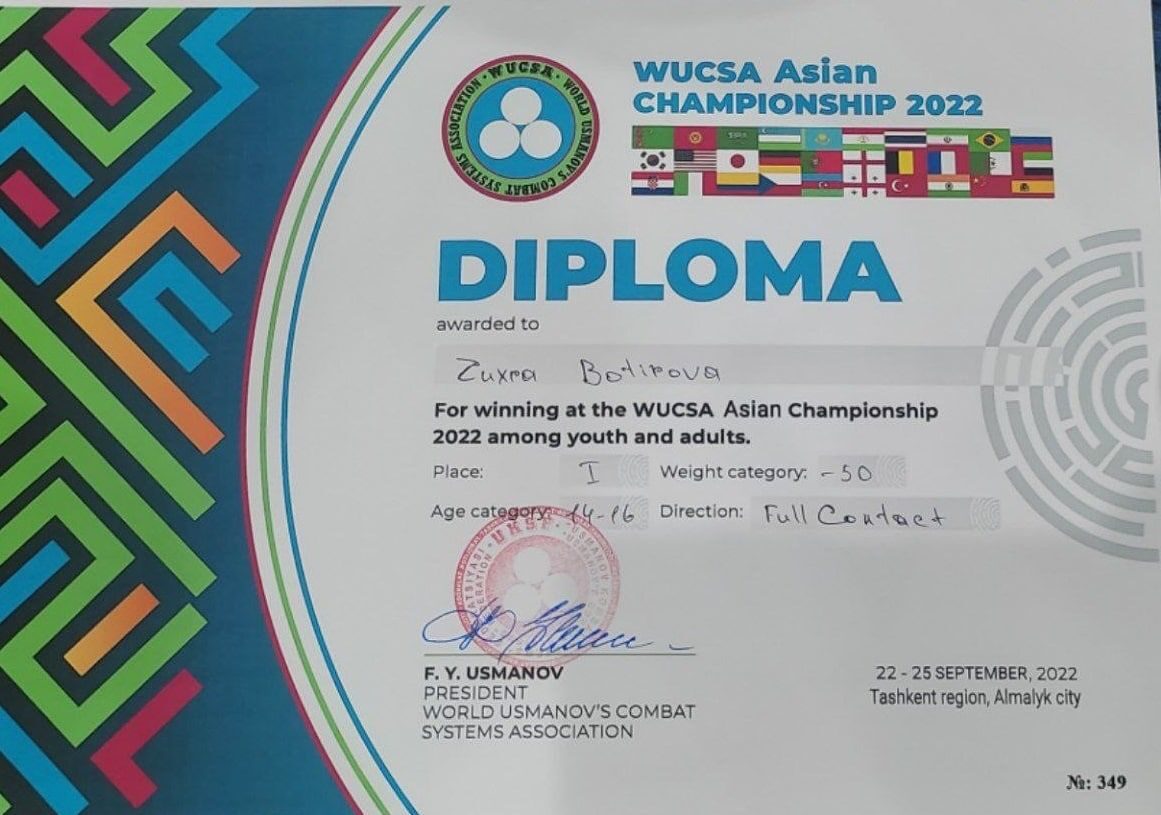 WUCSA · WORLD USMANOV'S COMBAT SYSTEMS ASSOCIATION ·
WUCSA Asian
CHAMPIONSHIP 2022
DIPLOMA
awarded to
Zuxra Botirova
For winning at the WUCSA Asian Championship
2022 among youth and adults.
Place: I Weight category: -50
Age category: 14-16 Direction: Full Contact
UKSF
F. Y. USMANOV
PRESIDENT
WORLD USMANOV'S COMBAT
SYSTEMS ASSOCIATION
22 - 25 SEPTEMBER, 2022
Tashkent region, Almalyk city
№: 349